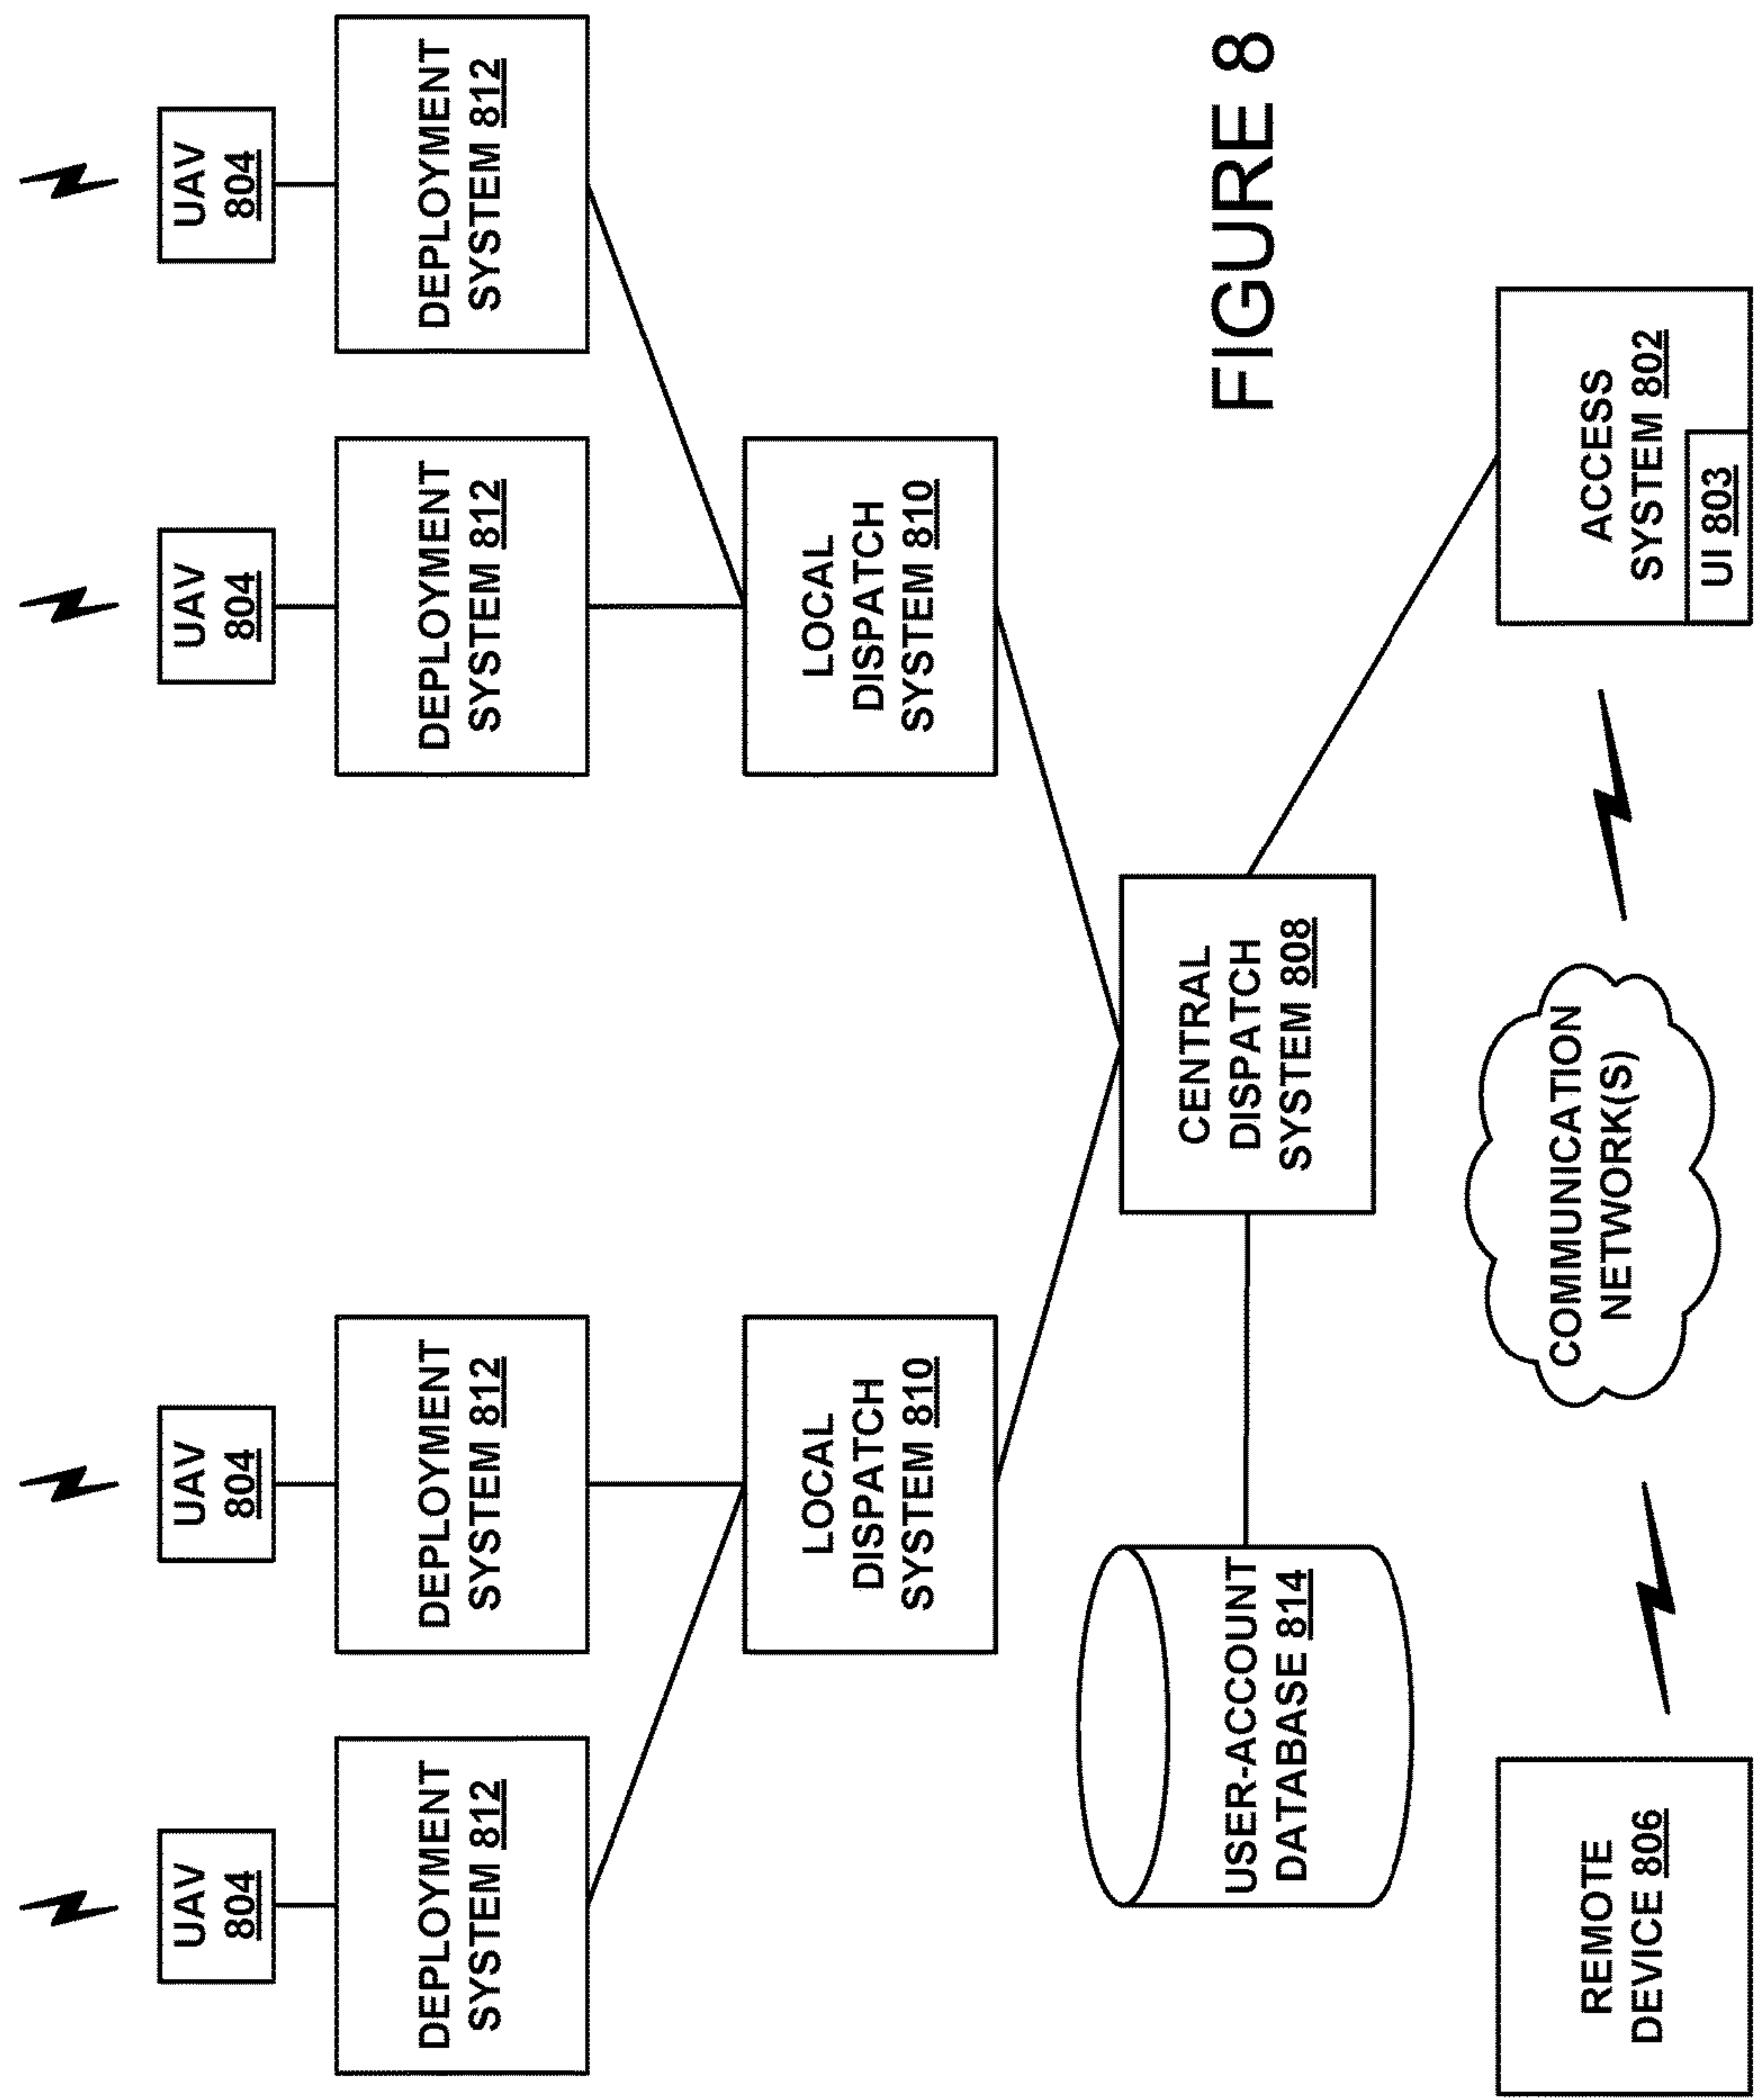 UAV
804
UAV
804
UAV
804
UAV
804
DEPLOYMENT
SYSTEM 812
DEPLOYMENT
SYSTEM 812
DEPLOYMENT
SYSTEM 812
DEPLOYMENT
SYSTEM 812
LOCAL
DISPATCH
SYSTEM 810
LOCAL
DISPATCH
SYSTEM 810
USER-ACCOUNT
DATABASE 814
CENTRAL
DISPATCH
SYSTEM 808
FIGURE 8
REMOTE
DEVICE 806
COMMUNICATION
NETWORK(S)
ACCESS
SYSTEM 802
UI 803